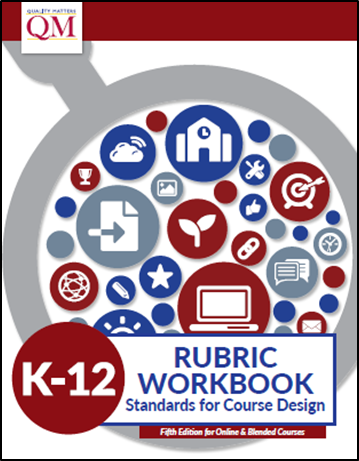 QUALITY MATTERS
QM
K-12
RUBRIC
WORKBOOK
Standards for Course Design
Fifth Edition for Online & Blended Courses